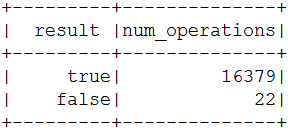 +---------+--------------+
|   result|num_operations|
+---------+--------------+
|     true|         16379|
|    false|            22|
+---------+--------------+